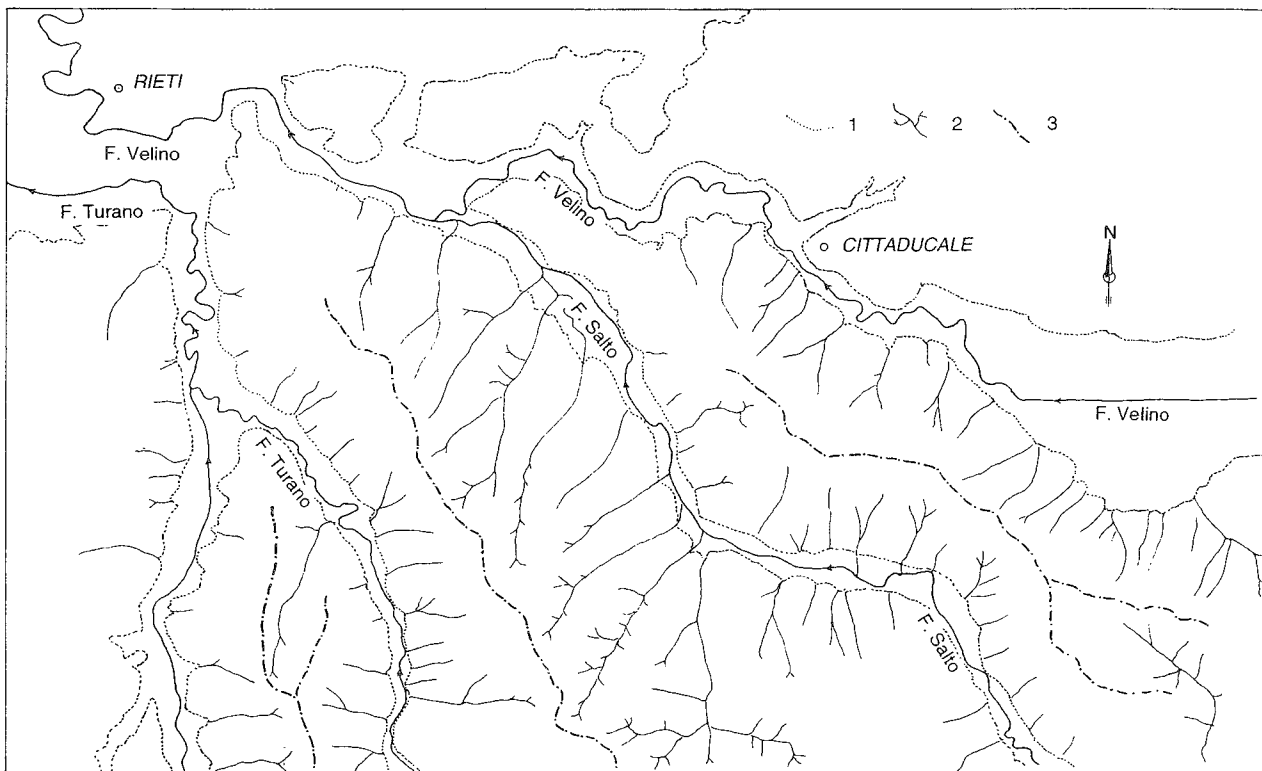 RIETI
1 2 3
F. Velino
F. Turano
F. Velino
CITTADUCALE
N
F. Salto
F. Velino
F. Turano
F. Salto